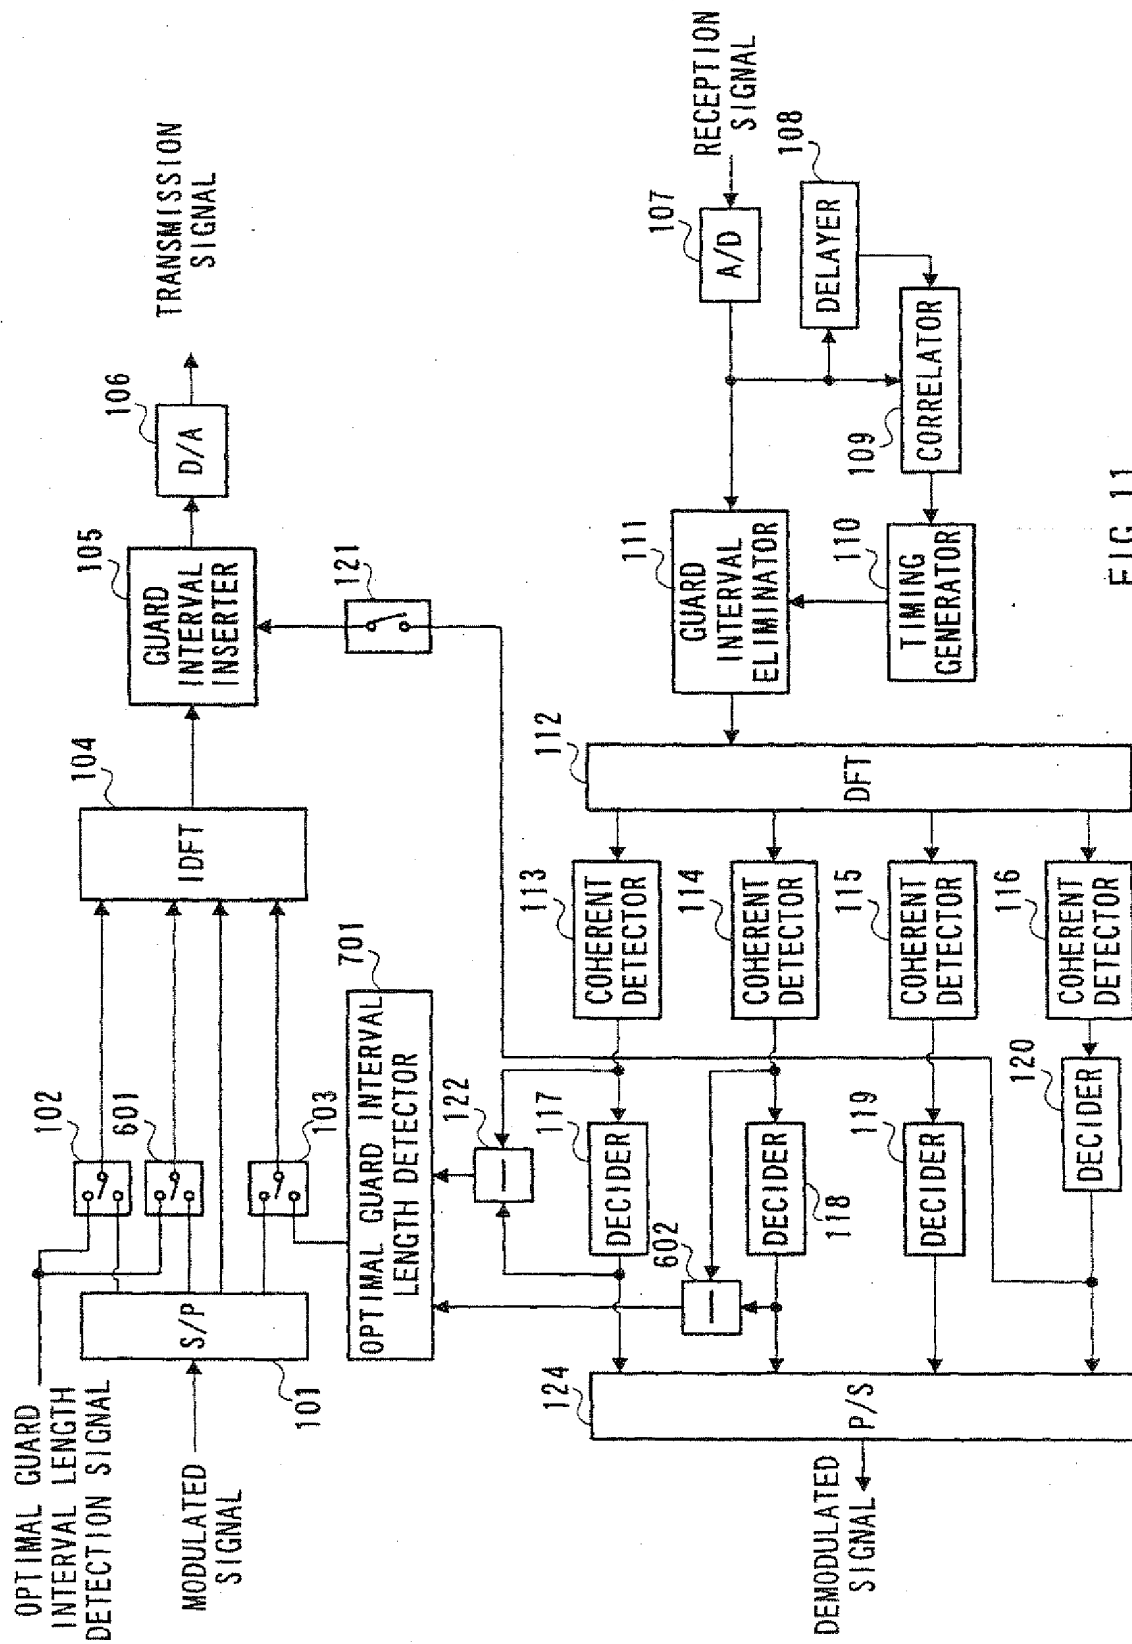 OPTIMAL GUARD
INTERVAL LENGTH
DETECTION SIGNAL
MODULATED
SIGNAL
101
S/P
102
601
103
104
IDFT
105
GUARD
INTERVAL
INSERTER
106
D/A
TRANSMISSION
SIGNAL
121
701
OPTIMAL GUARD INTERVAL
LENGTH DETECTOR
122
602
RECEPTION
SIGNAL
107
A/D
108
DELAYER
109
CORRELATOR
110
TIMING
GENERATOR
111
GUARD
INTERVAL
ELIMINATOR
112
DFT
113
COHERENT
DETECTOR
114
COHERENT
DETECTOR
115
COHERENT
DETECTOR
116
COHERENT
DETECTOR
117
DECIDER
DECIDER
118
119
DECIDER
120
DECIDER
124
P/S
DEMODULATED
SIGNAL
FIG. 11